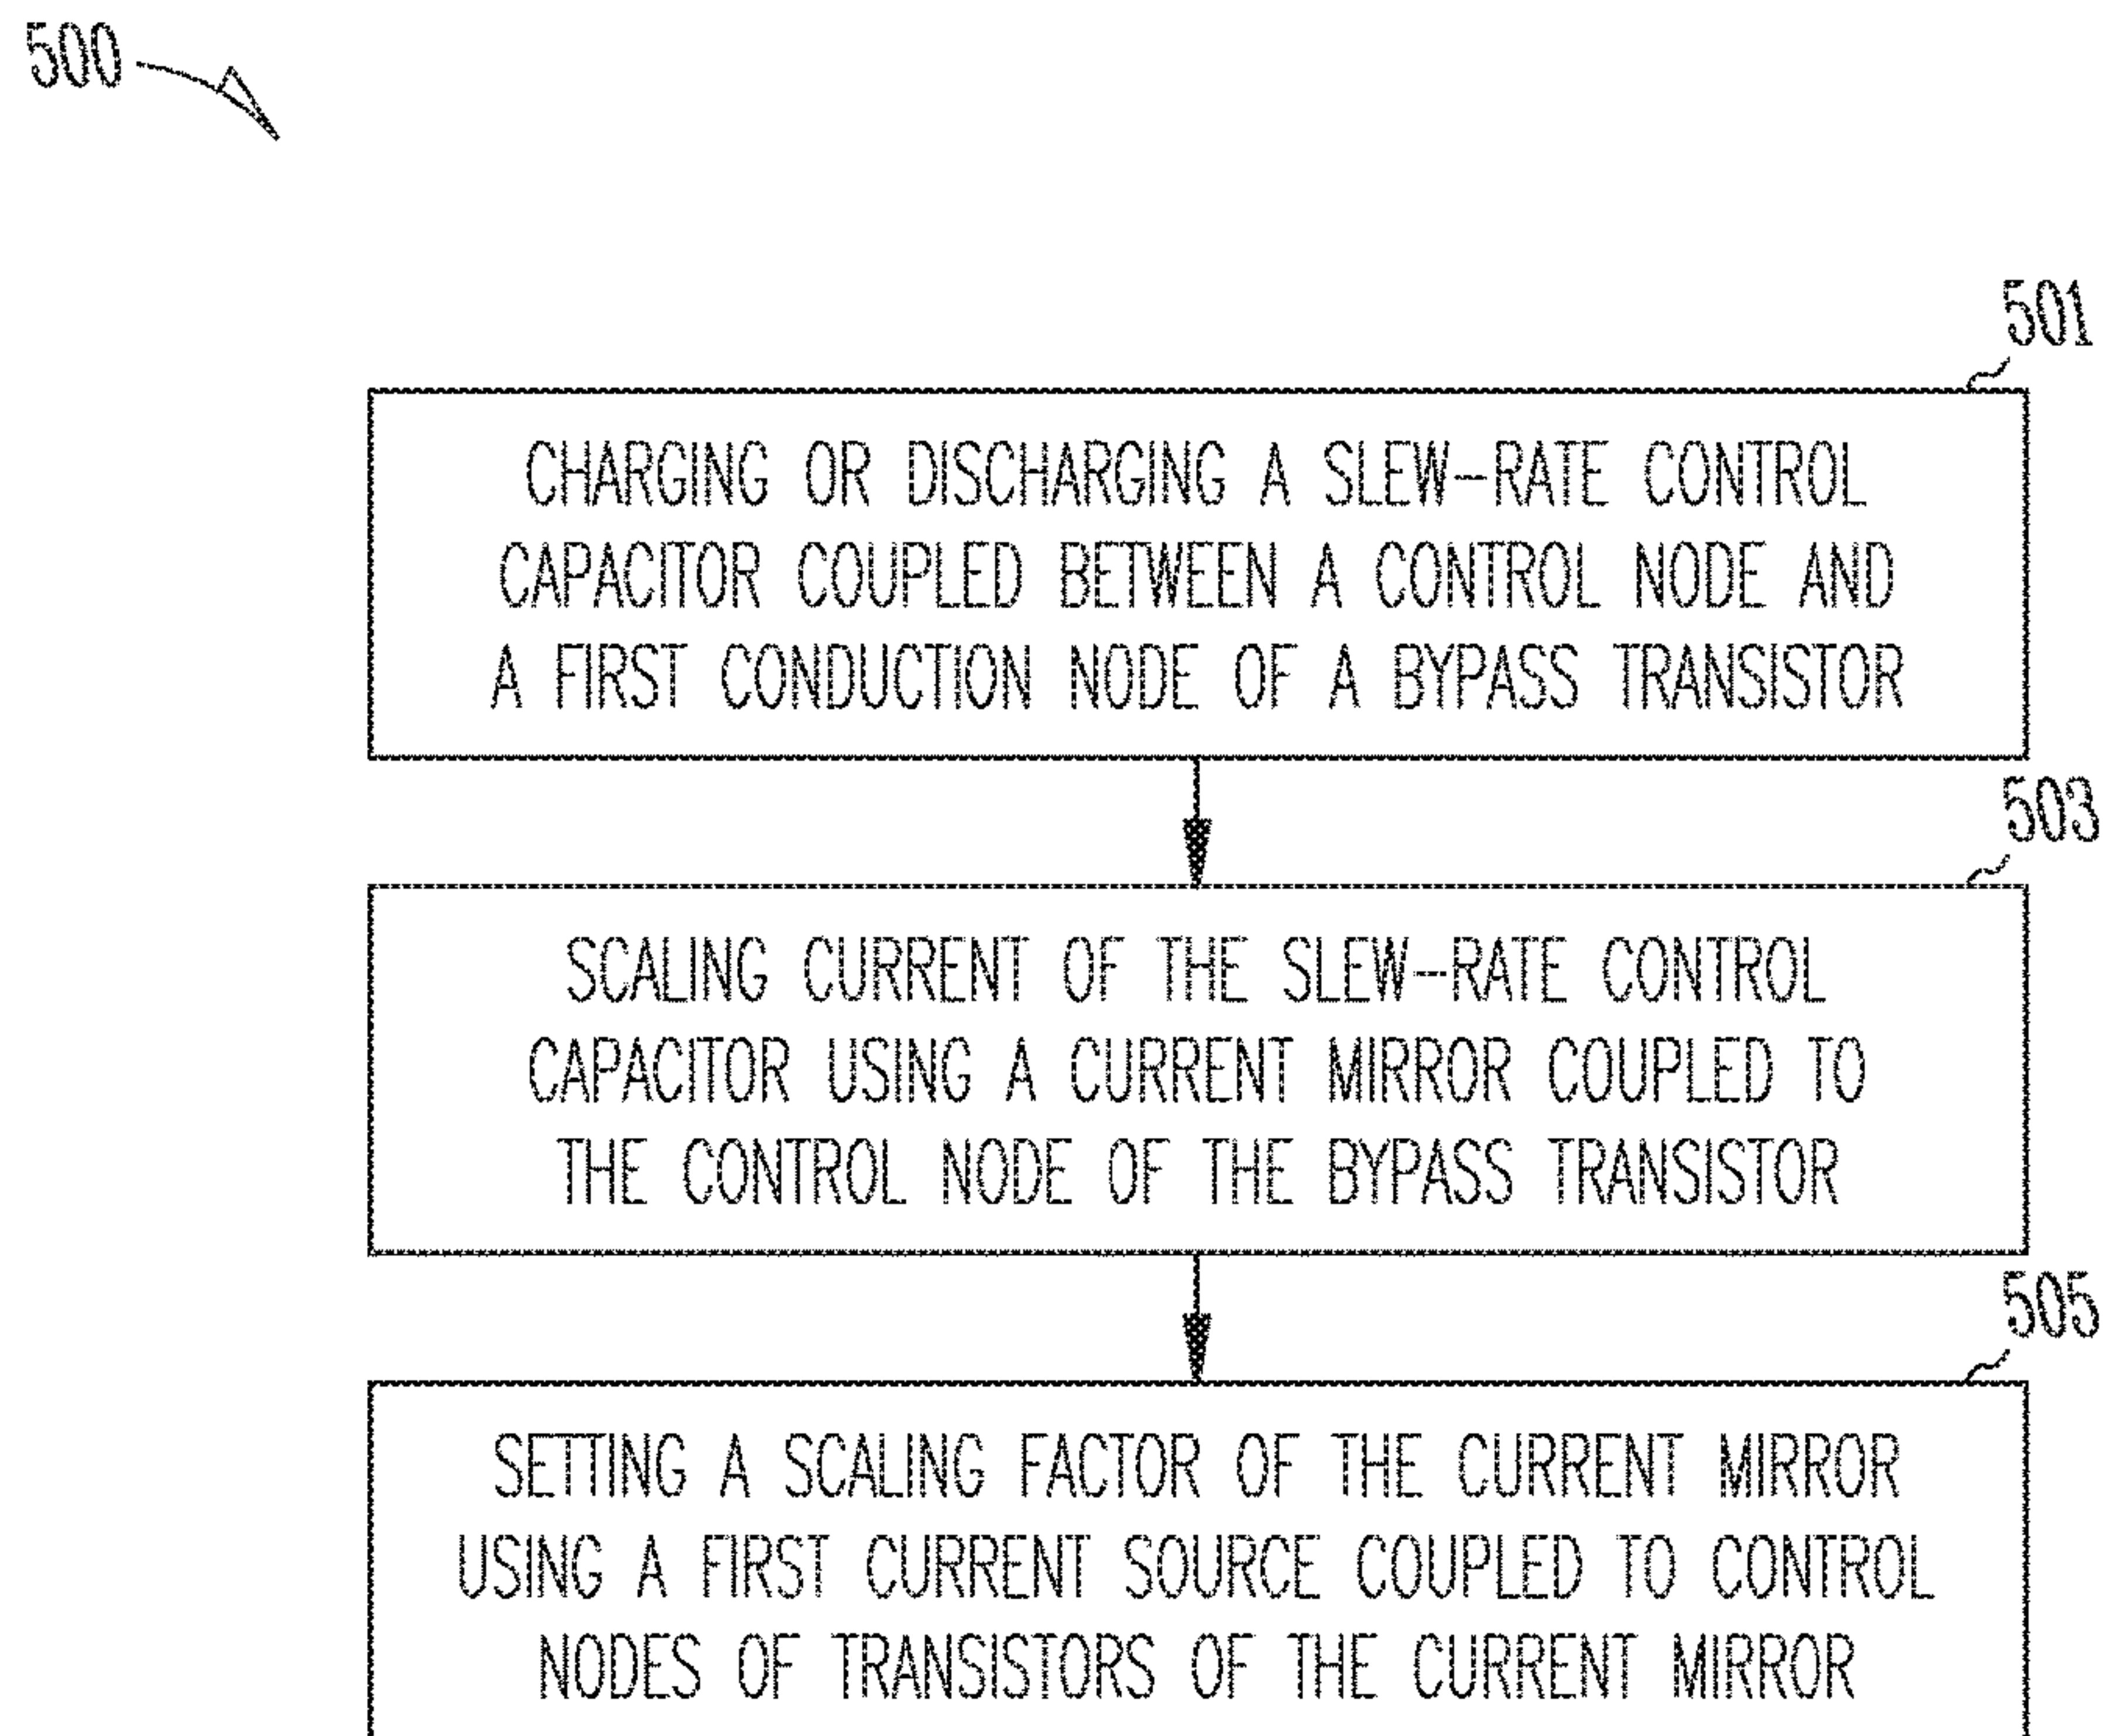 500
501
CHARGING OR DISCHARGING A SLEW-RATE CONTROL
CAPACITOR COUPLED BETWEEN A CONTROL NODE AND
A FIRST CONDUCTION NODE OF A BYPASS TRANSISTOR
503
SCALING CURRENT OF THE SLEW-RATE CONTROL
CAPACITOR USING A CURRENT MIRROR COUPLED TO
THE CONTROL NODE OF THE BYPASS TRANSISTOR
505
SETTING A SCALING FACTOR OF THE CURRENT MIRROR
USING A FIRST CURRENT SOURCE COUPLED TO CONTROL
NODES OF TRANSISTORS OF THE CURRENT MIRROR